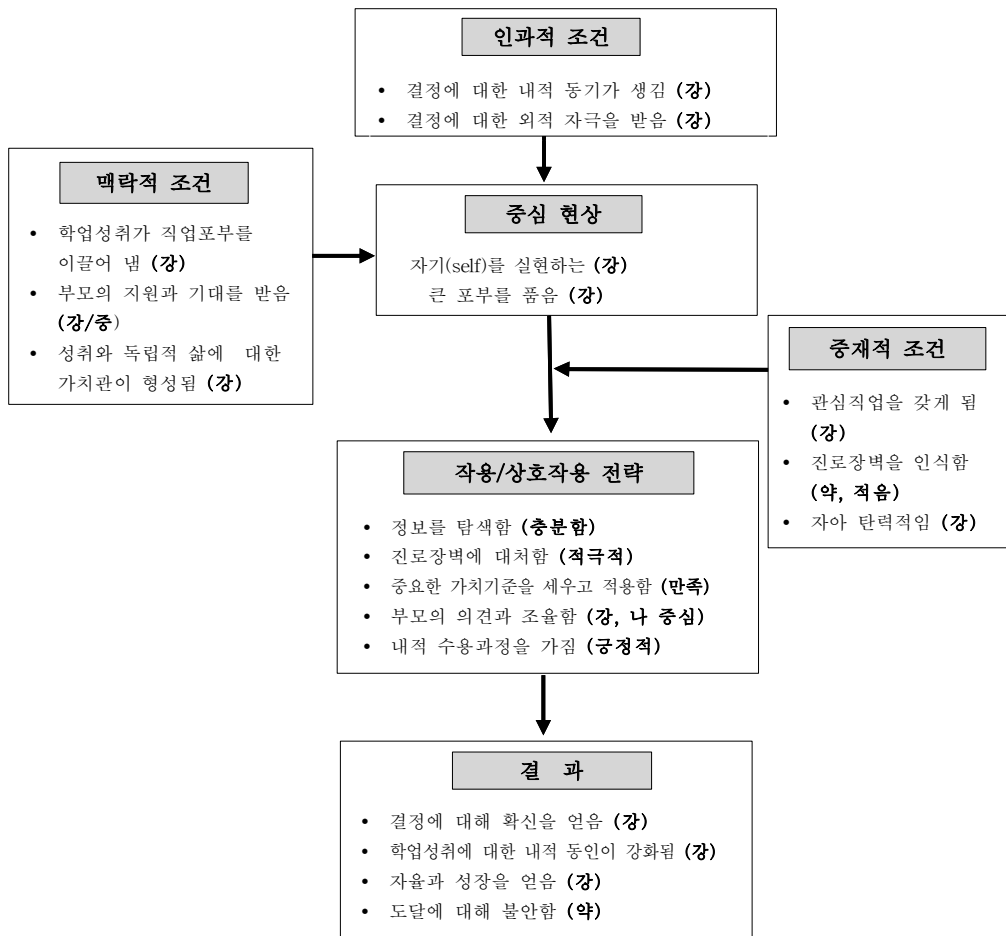 인과적 조건
• 결정에 대한 내적 동기가 생김 (강)
• 결정에 대한 외적 자극을 받음 (강)
맥락적 조건
• 학업성취가 직업포부를
이끌어 냄 (강)
• 부모의 지원과 기대를 받음
(강/중)
• 성취와 독립적 삶에 대한
가치관이 형성됨 (강)
중심 현상
자기(self)를 실현하는 (강)
큰 포부를 품음 (강)
중재적 조건
• 관심직업을 갖게 됨
(강)
• 진로장벽을 인식함
(약, 적음)
• 자아 탄력적임 (강)
작용/상호작용 전략
• 정보를 탐색함 (충분함)
• 진로장벽에 대처함 (적극적)
• 중요한 가치기준을 세우고 적용함 (만족)
• 부모의 의견과 조율함 (강, 나 중심)
• 내적 수용과정을 가짐 (긍정적)
결 과
• 결정에 대해 확신을 얻음 (강)
• 학업성취에 대한 내적 동인이 강화됨 (강)
• 자율과 성장을 얻음 (강)
• 도달에 대해 불안함 (약)